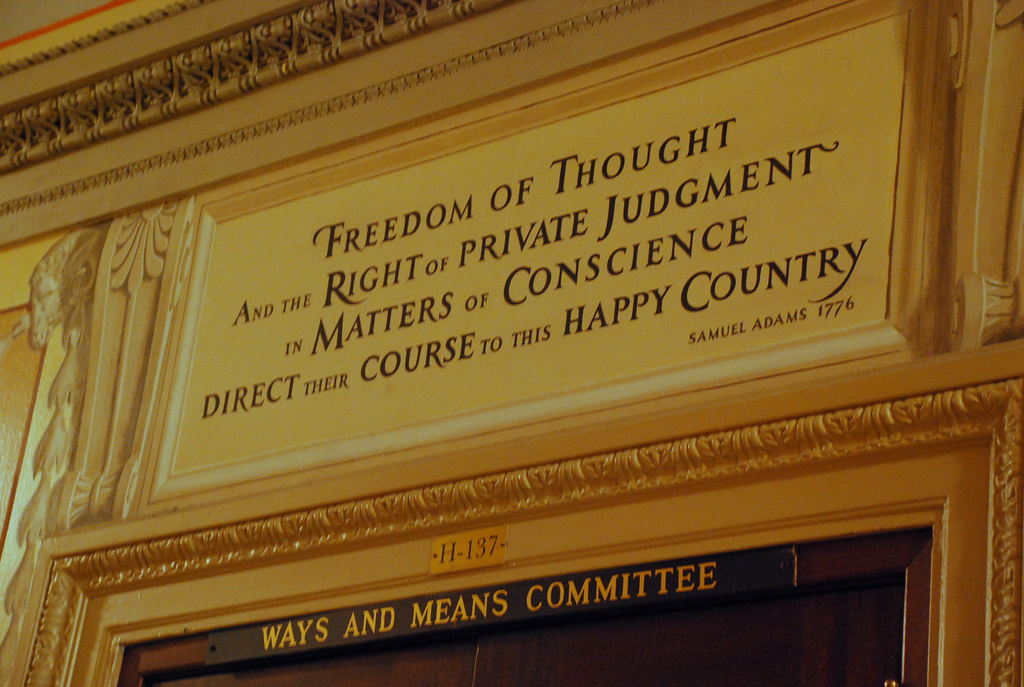 FREEDOM OF THOUGHT
AND THE RIGHT OF PRIVATE JUDGMENT
IN MATTERS OF CONSCIENCE
DIRECT THEIR COURSE TO THIS HAPPY COUNTRY
SAMUEL ADAMS 1776
H-137
WAYS AND MEANS COMMITTEE